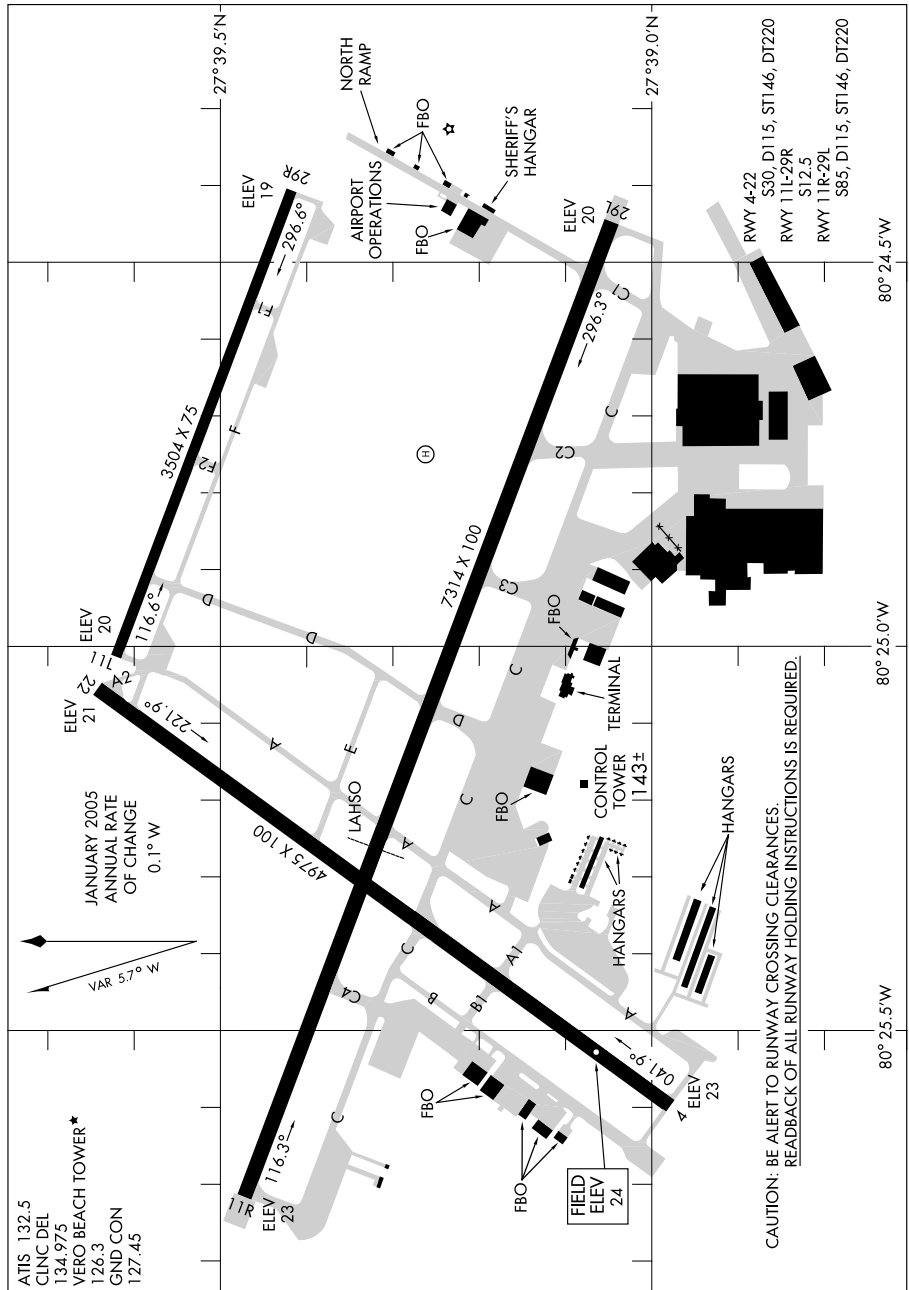 ATIS 132.5
CLNC DEL
134.975
VERO BEACH TOWER★
126.3
GND CON
127.45
VAR 5.7° W
JANUARY 2005
ANNUAL RATE
OF CHANGE
0.1° W
27°39.5'N
27°39.0'N
80°24.5'W
80°25.0'W
80°25.5'W
ELEV
21
22
A2
ELEV
20
11L
116.6°
221.9°
3504 X 75
F2
F
F1
296.6°
ELEV
19
29R
NORTH
RAMP
FBO
AIRPORT
OPERATIONS
FBO
SHERIFF'S
HANGAR
H
D
D
D
A
E
LAHSO
A
4975 X 100
7314 X 100
ELEV
20
29L
296.3°
C1
C
C2
C3
C
C
C
C4
C
11R
ELEV
23
116.3°
B
B1
A1
A
A
FBO
FBO
FIELD
ELEV
24
041.9°
4
ELEV
23
FBO
FBO
TERMINAL
CONTROL
TOWER
143±
HANGARS
HANGARS
RWY 4-22
S30, D115, ST146, DT220
RWY 11L-29R
S12.5
RWY 11R-29L
S85, D115, ST146, DT220
CAUTION: BE ALERT TO RUNWAY CROSSING CLEARANCES.
READBACK OF ALL RUNWAY HOLDING INSTRUCTIONS IS REQUIRED.